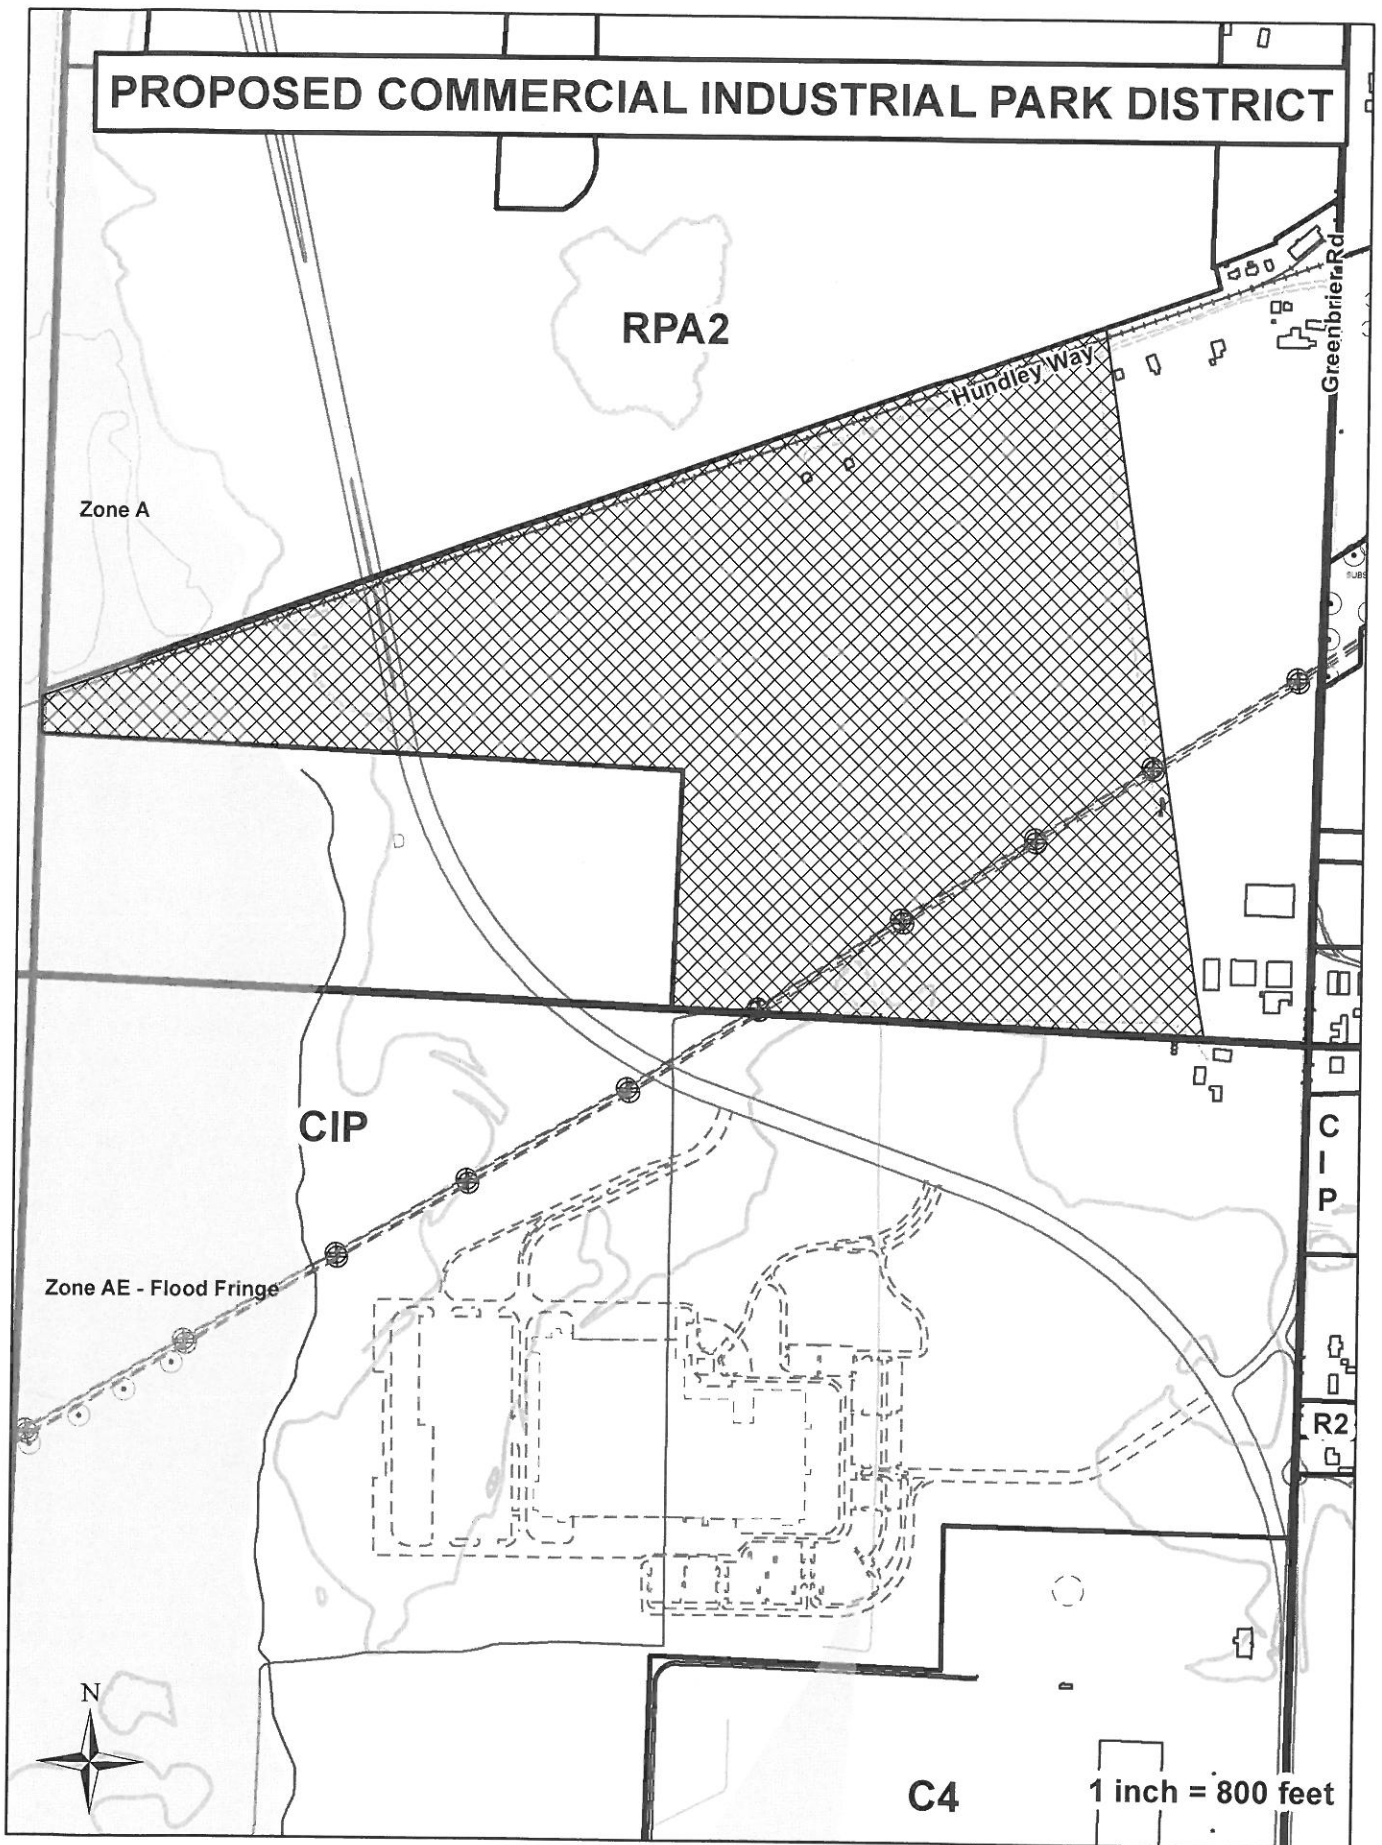 PROPOSED COMMERCIAL INDUSTRIAL PARK DISTRICT
RPA2
Greenbrier Rd
Hundley Way
Zone A
SUBS
CIP
C
I
P
Zone AE - Flood Fringe
R2
N
C4
1 inch = 800 feet